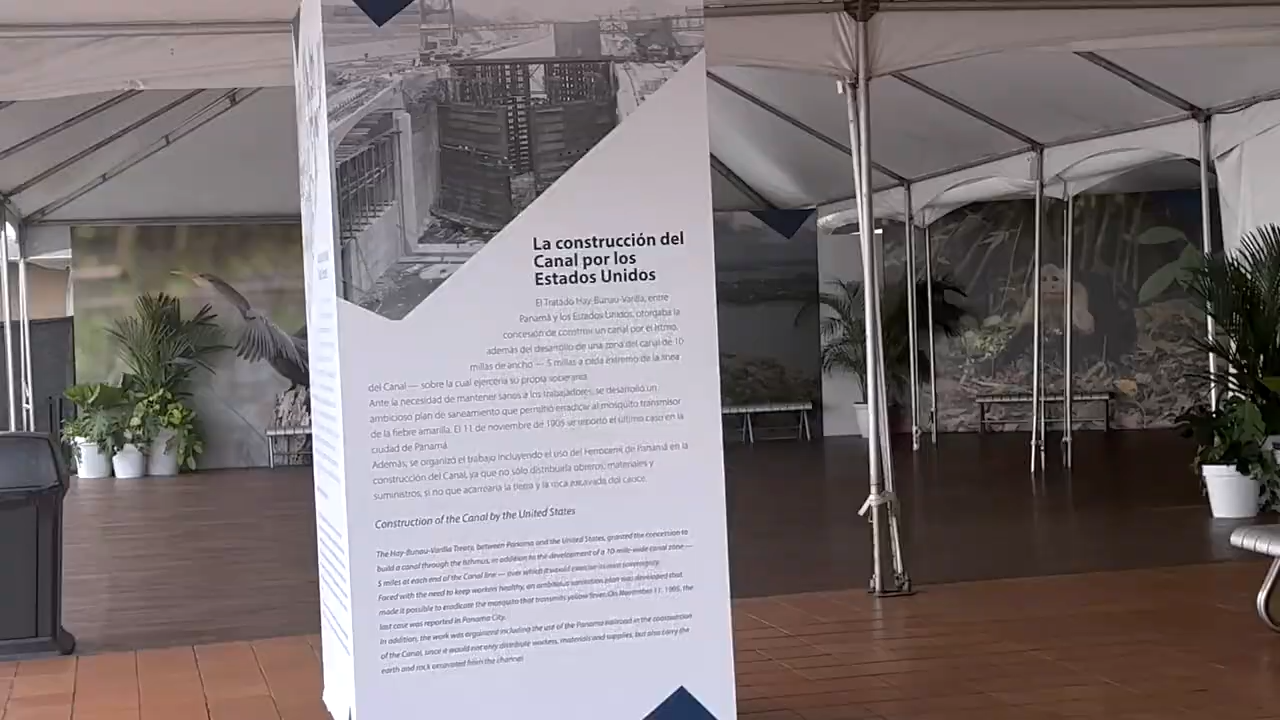 La construcción del
Canal por los
Estados Unidos
El Tratado Hay-Bunau-Varilla, entre
Panamá y los Estados Unidos, otorgaba la
concesión de construir un canal por el Istmo,
además del desarrollo de una zona del canal de 10
millas de ancho — 5 millas a cada extremo de la línea
del Canal — sobre la cual ejercería su propia soberanía.
Ante la necesidad de mantener sanos a los trabajadores, se desarrolló un
ambicioso plan de saneamiento que permitió erradicar al mosquito transmisor
de la fiebre amarilla. El 11 de noviembre de 1905 se reportó el último caso en la
ciudad de Panamá.
Además, se organizó el trabajo incluyendo el uso del Ferrocarril de Panamá en la
construcción del Canal, ya que no sólo distribuiría obreros, materiales y
suministros, si no que acarrearía la tierra y la roca excavada del cauce.
Construction of the Canal by the United States
The Hay-Bunau-Varilla Treaty, between Panama and the United States, granted the concession to
build a canal through the Isthmus, in addition to the development of a 10 mile-wide canal zone —
5 miles at each end of the Canal line — over which it would exercise its own sovereignty.
Faced with the need to keep workers healthy, an ambitious sanitation plan was developed that
made it possible to eradicate the mosquito that transmits yellow fever. On November 11, 1905, the
last case was reported in Panama City.
In addition, the work was organized including the use of the Panama railroad in the construction
of the Canal, since it would not only distribute workers, materials and supplies, but also carry the
earth and rock excavated from the channel